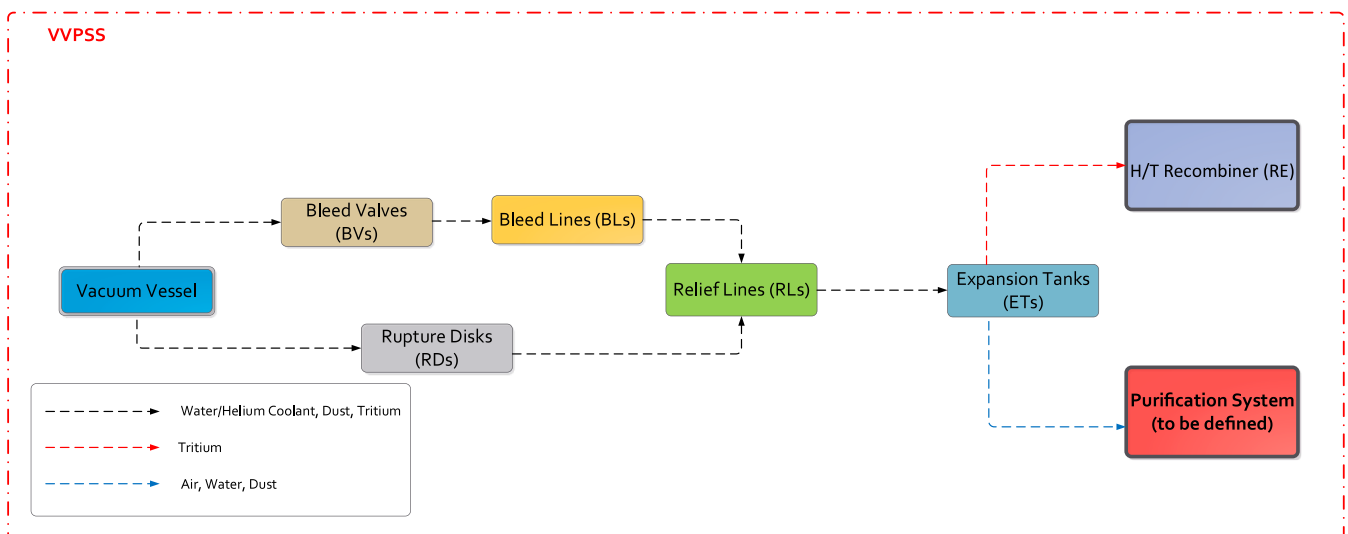 VVPSS
H/T Recombiner (RE)
Bleed Valves
(BVs)
Bleed Lines (BLs)
Vacuum Vessel
Relief Lines (RLs)
Expansion Tanks
(ETs)
Rupture Disks
(RDs)
Purification System
(to be defined)
Water/Helium Coolant, Dust, Tritium
Tritium
Air, Water, Dust